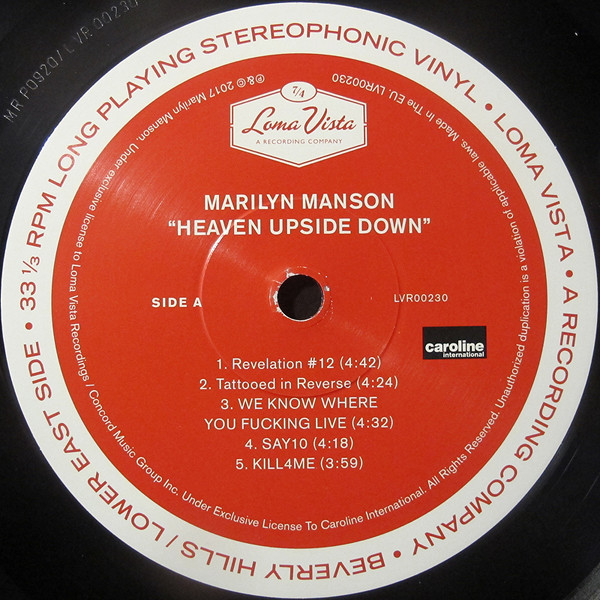 MR P0920/ LVR 00230
33 ⅓ RPM LONG PLAYING STEREOPHONIC VINYL • LOMA VISTA • A RECORDING COMPANY • BEVERLY HILLS / LOWER EAST SIDE •
℗&© 2017 Marilyn Manson. Under exclusive license to Loma Vista Recordings / Concord Music Group Inc. Under Exclusive License To Caroline International. All Rights Reserved. Unauthorized duplication is a violation of applicable laws. Made In The EU. LVR00230
7/4
Loma Vista
A RECORDING COMPANY
MARILYN MANSON
“HEAVEN UPSIDE DOWN”
SIDE A
LVR00230
caroline
international
1. Revelation #12 (4:42)
2. Tattooed in Reverse (4:24)
3. WE KNOW WHERE
YOU FUCKING LIVE (4:32)
4. SAY10 (4:18)
5. KILL4ME (3:59)